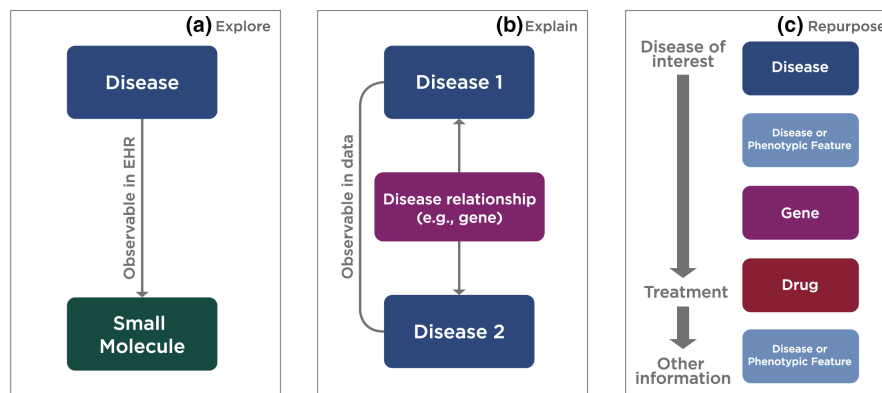 (a) Explore
Disease
Observable in EHR
Small
Molecule
(b) Explain
Disease 1
Observable in data
Disease relationship
(e.g., gene)
Disease 2
(c) Repurpose
Disease of
interest
Disease
Disease or
Phenotypic Feature
Gene
Treatment
Drug
Other
information
Disease or
Phenotypic Feature